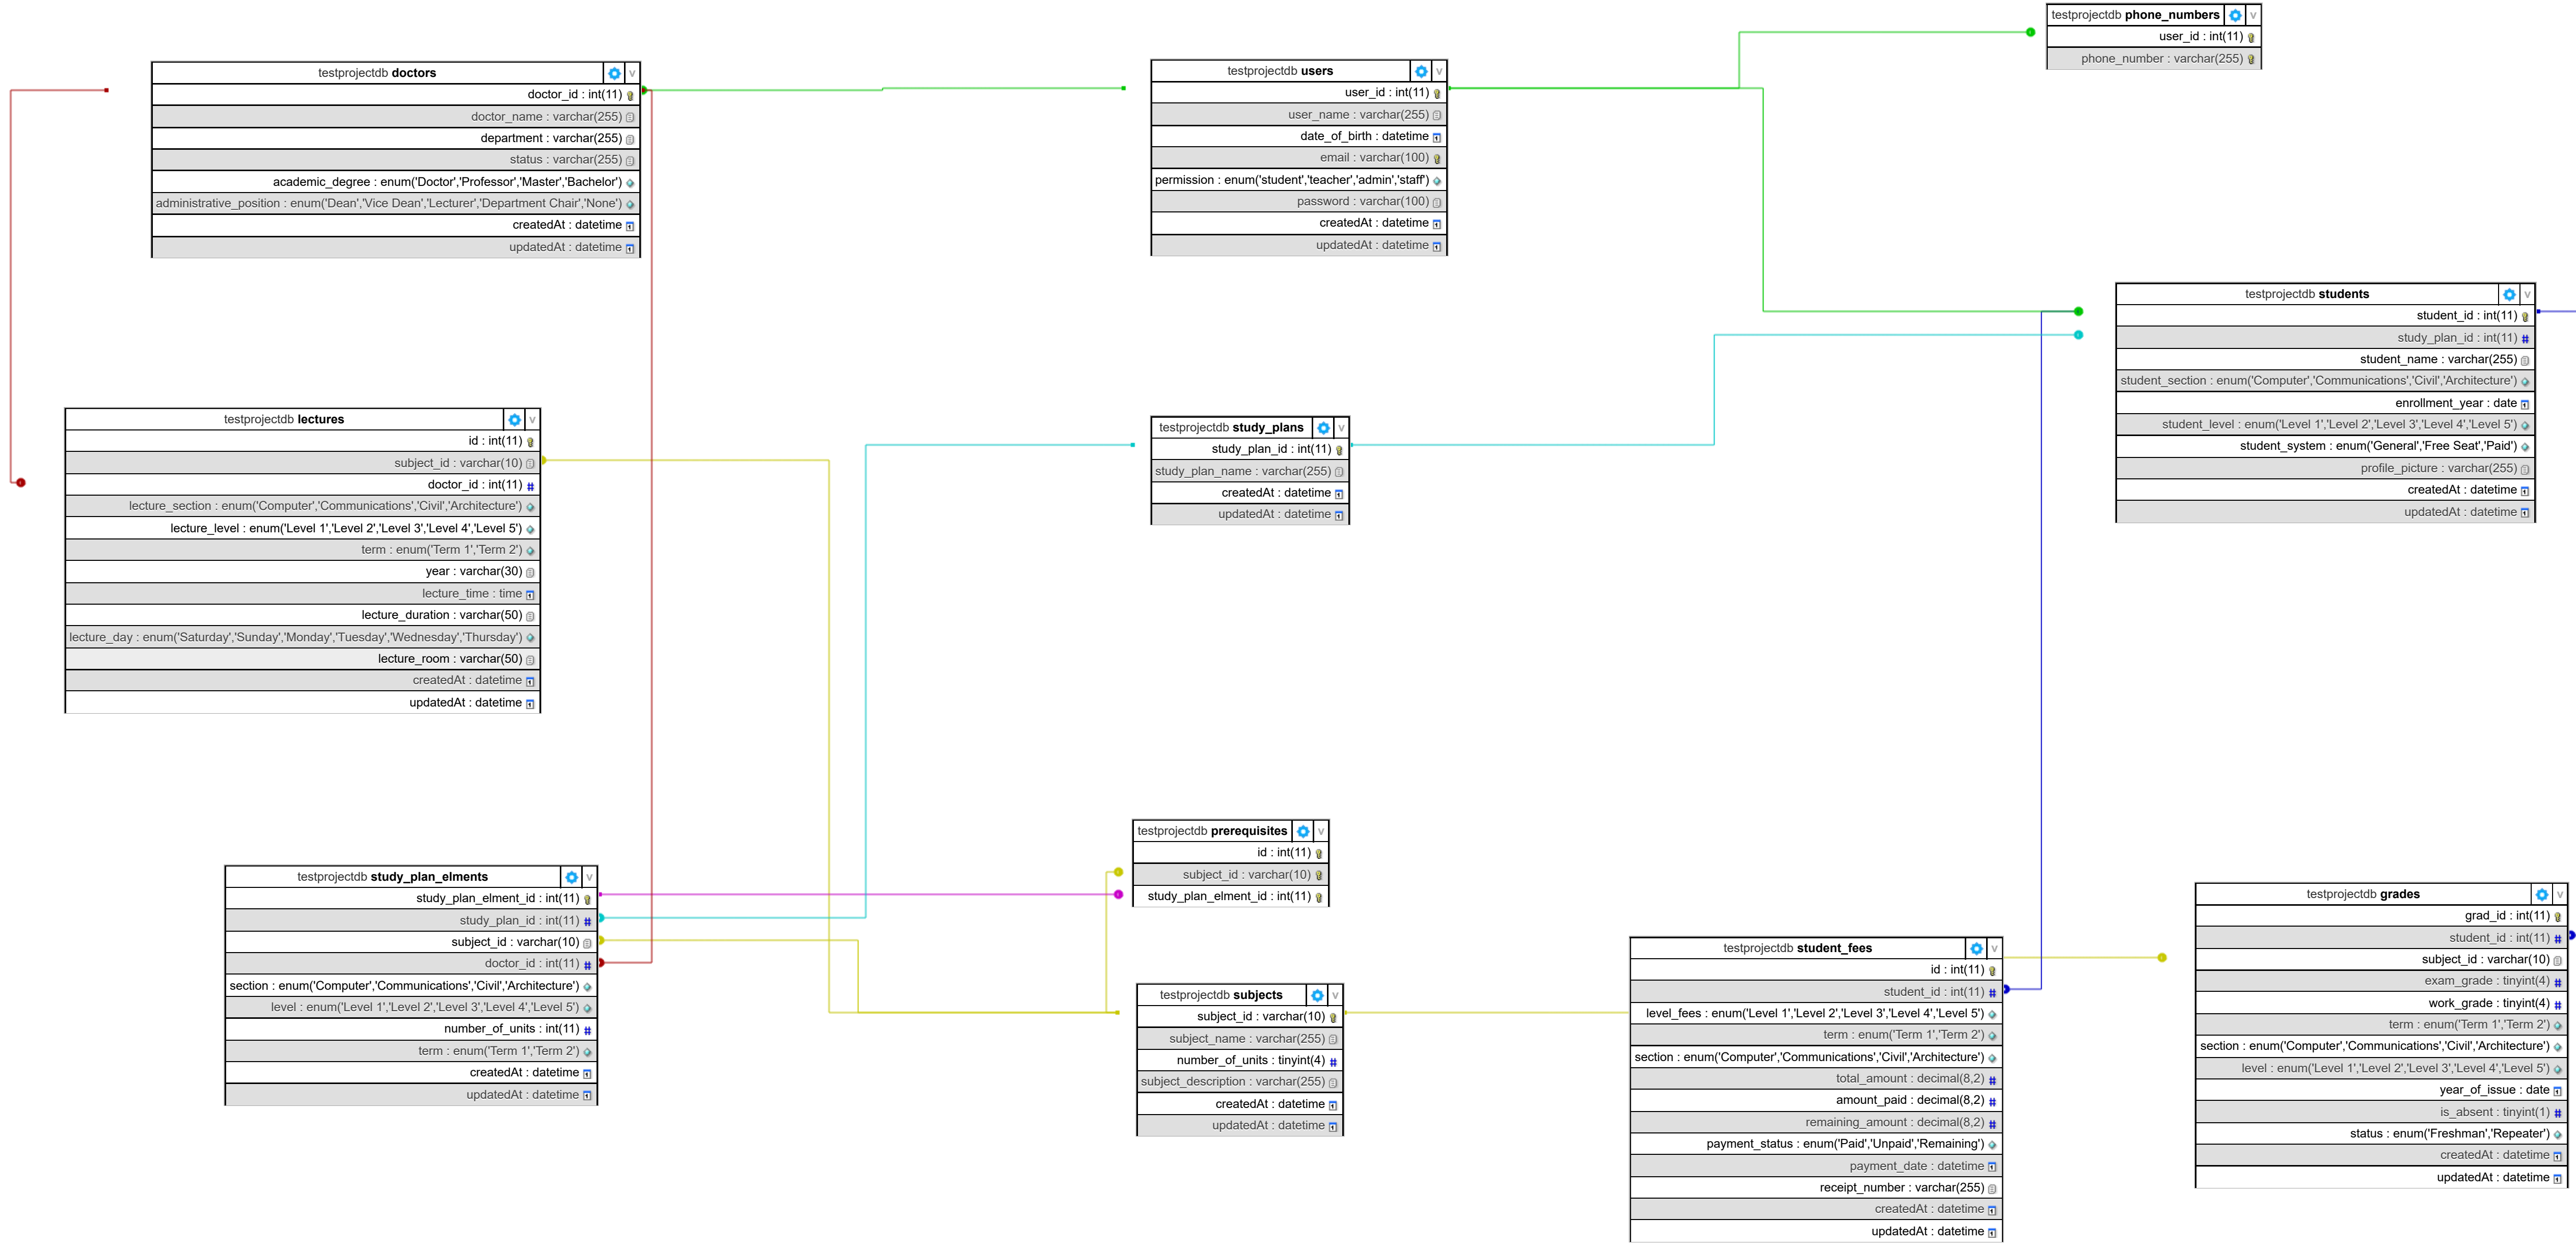 testprojectdb phone_numbers v
user_id : int(11)
phone_number : varchar(255)
testprojectdb doctors v
doctor_id : int(11)
doctor_name : varchar(255)
department : varchar(255)
status : varchar(255)
academic_degree : enum('Doctor','Professor','Master','Bachelor')
administrative_position : enum('Dean','Vice Dean','Lecturer','Department Chair','None')
createdAt : datetime
updatedAt : datetime
testprojectdb users v
user_id : int(11)
user_name : varchar(255)
date_of_birth : datetime
email : varchar(100)
permission : enum('student','teacher','admin','staff')
password : varchar(100)
createdAt : datetime
updatedAt : datetime
testprojectdb students v
student_id : int(11)
study_plan_id : int(11)
student_name : varchar(255)
student_section : enum('Computer','Communications','Civil','Architecture')
enrollment_year : date
student_level : enum('Level 1','Level 2','Level 3','Level 4','Level 5')
student_system : enum('General','Free Seat','Paid')
profile_picture : varchar(255)
createdAt : datetime
updatedAt : datetime
testprojectdb lectures v
id : int(11)
subject_id : varchar(10)
doctor_id : int(11)
lecture_section : enum('Computer','Communications','Civil','Architecture')
lecture_level : enum('Level 1','Level 2','Level 3','Level 4','Level 5')
term : enum('Term 1','Term 2')
year : varchar(30)
lecture_time : time
lecture_duration : varchar(50)
lecture_day : enum('Saturday','Sunday','Monday','Tuesday','Wednesday','Thursday')
lecture_room : varchar(50)
createdAt : datetime
updatedAt : datetime
testprojectdb study_plans v
study_plan_id : int(11)
study_plan_name : varchar(255)
createdAt : datetime
updatedAt : datetime
testprojectdb prerequisites v
id : int(11)
subject_id : varchar(10)
study_plan_elment_id : int(11)
testprojectdb study_plan_elments v
study_plan_elment_id : int(11)
study_plan_id : int(11)
subject_id : varchar(10)
doctor_id : int(11)
section : enum('Computer','Communications','Civil','Architecture')
level : enum('Level 1','Level 2','Level 3','Level 4','Level 5')
number_of_units : int(11)
term : enum('Term 1','Term 2')
createdAt : datetime
updatedAt : datetime
testprojectdb subjects v
subject_id : varchar(10)
subject_name : varchar(255)
number_of_units : tinyint(4)
subject_description : varchar(255)
createdAt : datetime
updatedAt : datetime
testprojectdb student_fees v
id : int(11)
student_id : int(11)
level_fees : enum('Level 1','Level 2','Level 3','Level 4','Level 5')
term : enum('Term 1','Term 2')
section : enum('Computer','Communications','Civil','Architecture')
total_amount : decimal(8,2)
amount_paid : decimal(8,2)
remaining_amount : decimal(8,2)
payment_status : enum('Paid','Unpaid','Remaining')
payment_date : datetime
receipt_number : varchar(255)
createdAt : datetime
updatedAt : datetime
testprojectdb grades v
grad_id : int(11)
student_id : int(11)
subject_id : varchar(10)
exam_grade : tinyint(4)
work_grade : tinyint(4)
term : enum('Term 1','Term 2')
section : enum('Computer','Communications','Civil','Architecture')
level : enum('Level 1','Level 2','Level 3','Level 4','Level 5')
year_of_issue : date
is_absent : tinyint(1)
status : enum('Freshman','Repeater')
createdAt : datetime
updatedAt : datetime